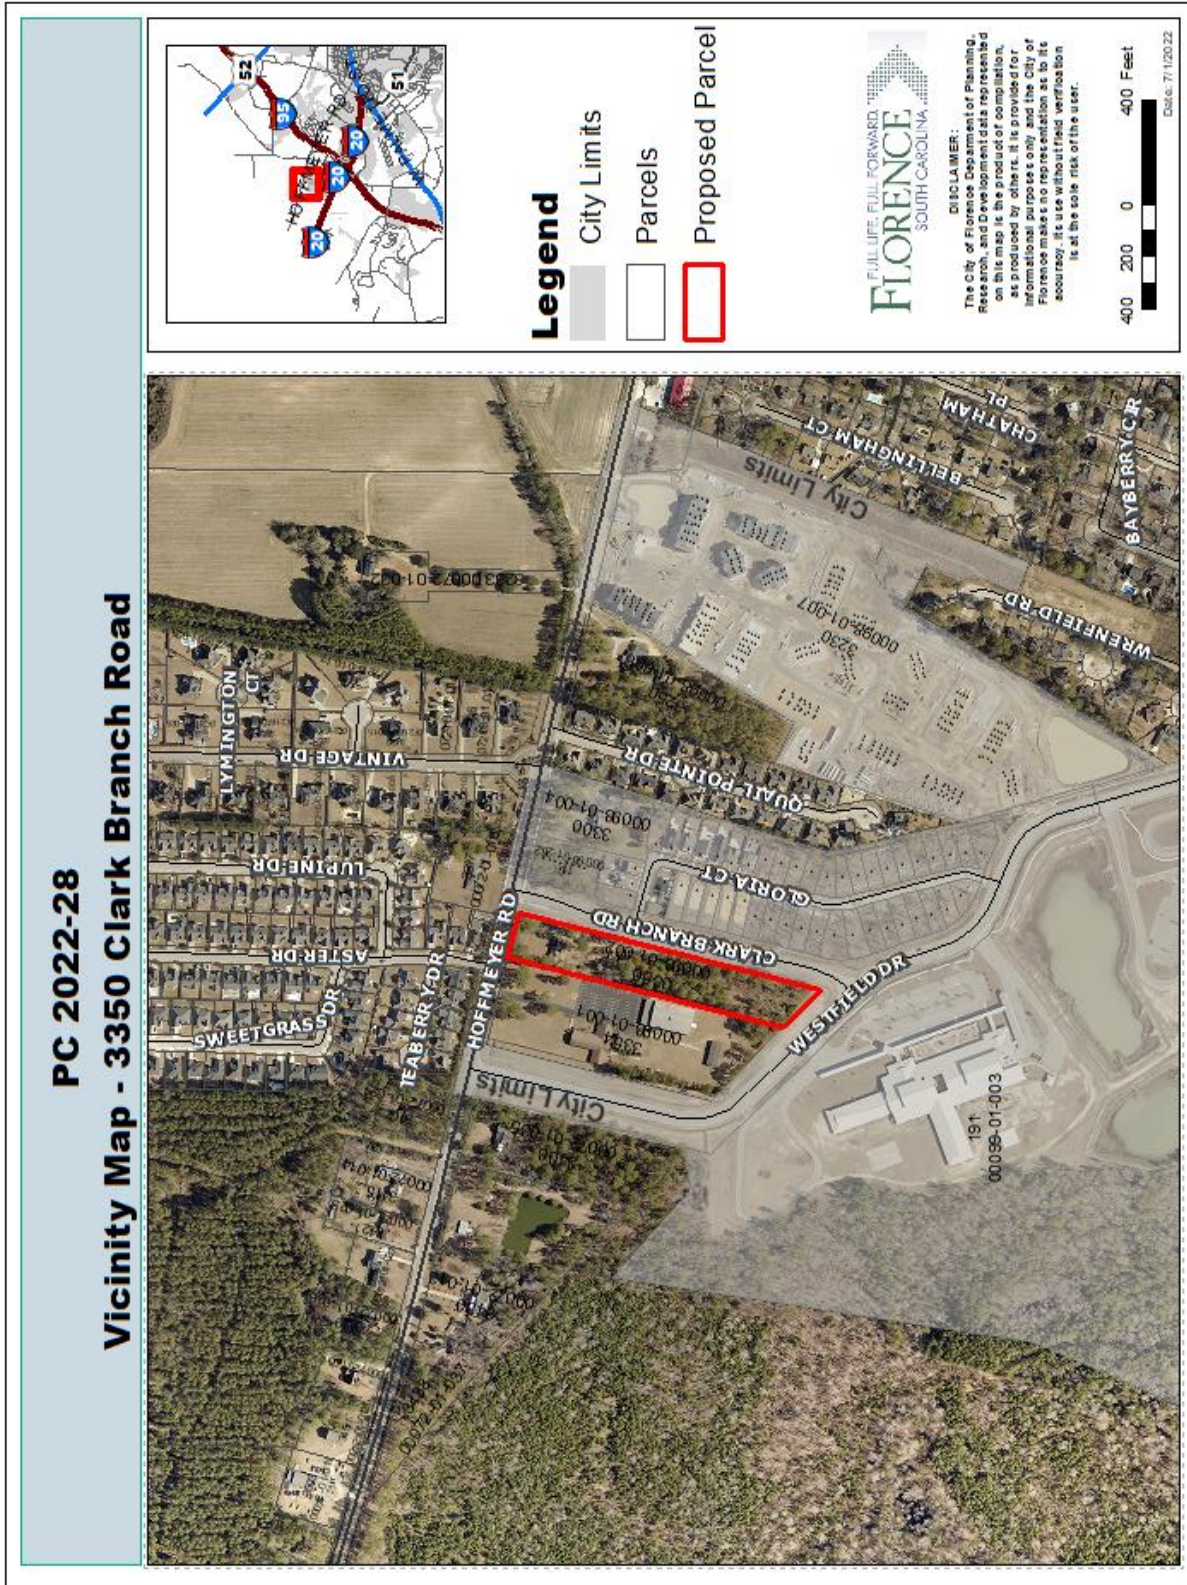 PC 2022-28
Vicinity Map - 3350 Clark Branch Road
52
95
20
20
20
51
Legend
City Limits
Parcels
Proposed Parcel
FULL LIFE. FULL FORWARD.
FLORENCE
SOUTH CAROLINA
DISCLAIMER:
The City of Florence Department of Planning,
Research, and Development data represented
on this map is the product of compilation,
as produced by others. It is provided for
informational purposes only and the City of
Florence makes no representation as to its
accuracy. Its use without field verification
is at the sole risk of the user.
400 200 0 400 Feet
Date: 7/1/2022
LYMINGTON
CT
VINTAGE DR
LUPINE DR
ASTER DR
SWEETGRASS DR
TEABERRY DR
HOFFMEYER RD
CLARK BRANCH RD
GLORIA CT
QUAIL POINTE DR
WESTFIELD DR
City Limits
City Limits
BELLINGHAM CT
CHATHAM
PL
BAYBERRY CIR
WRENFIELD RD
3230
00098-01-007
3300
00098-01-004
3354
00098-01-001
191
00099-01-003